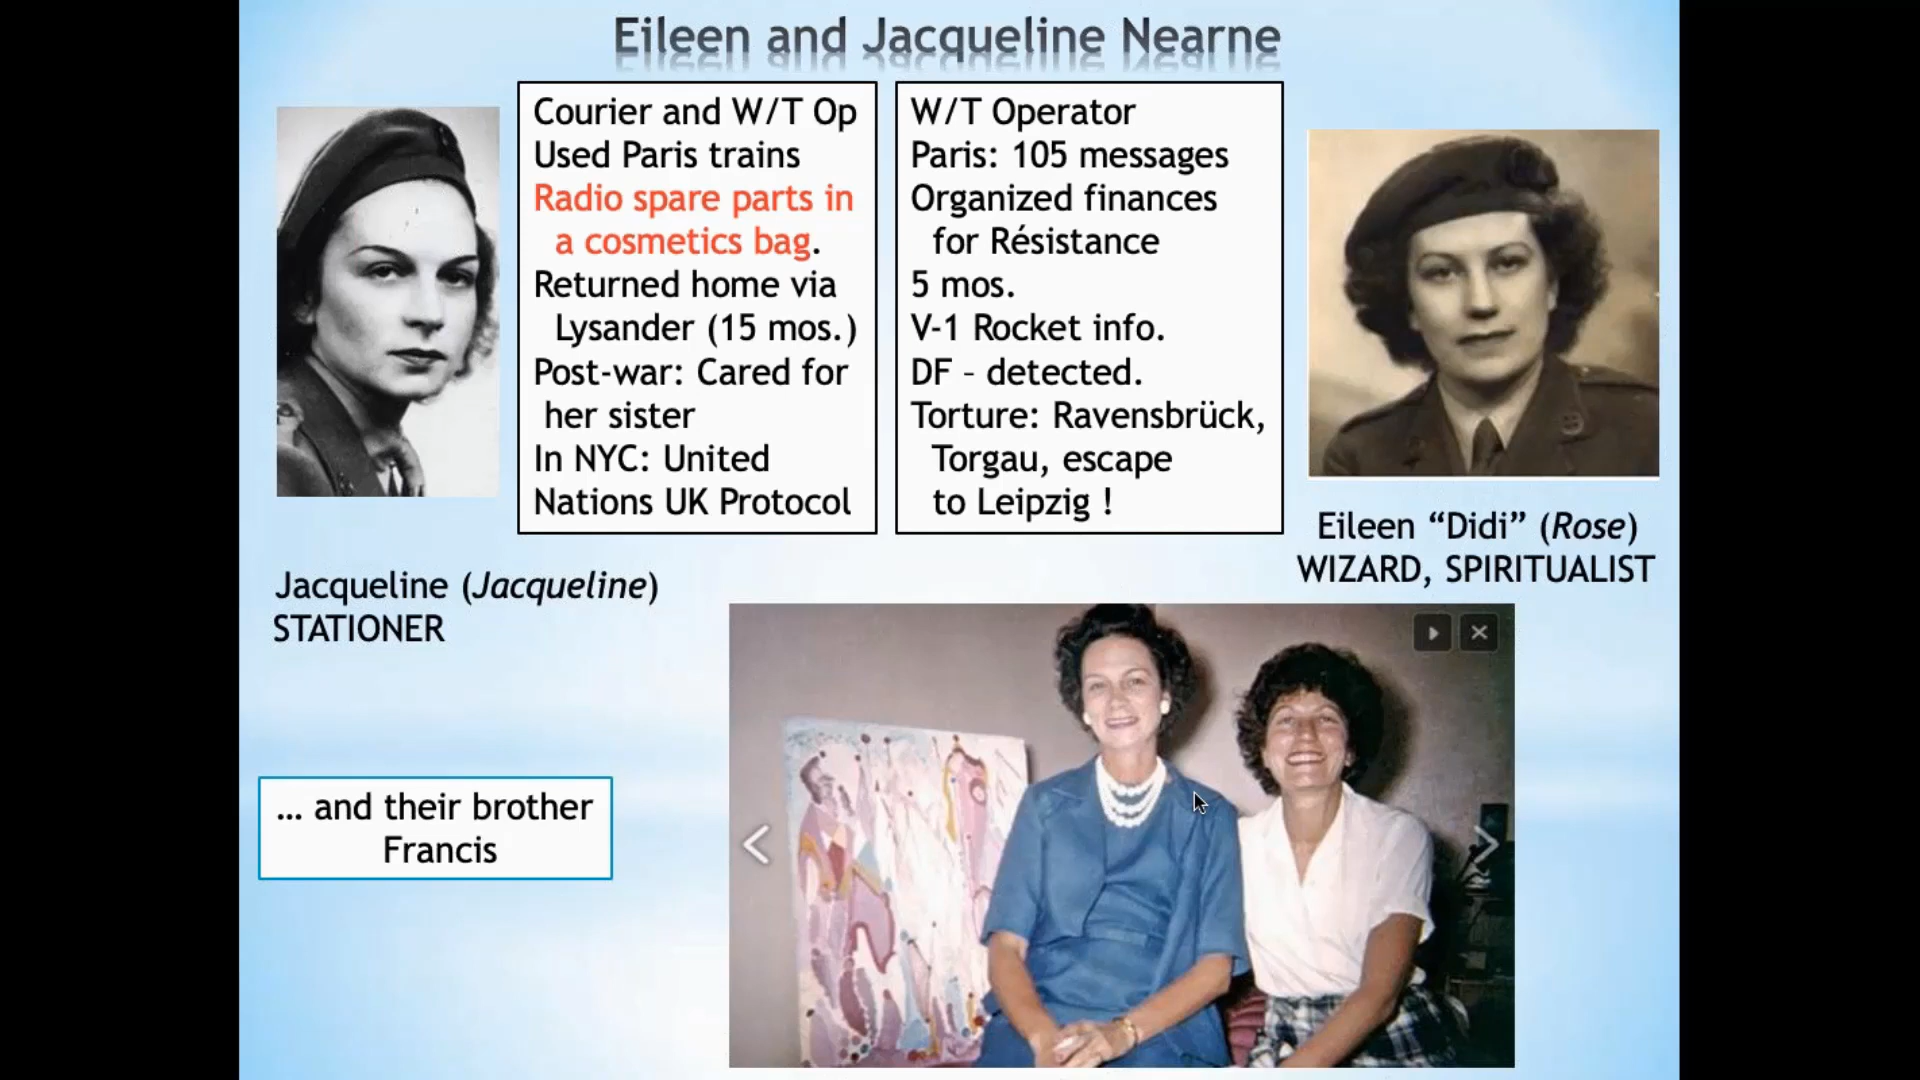 Eileen and Jacqueline Nearne
Courier and W/T Op
Used Paris trains
Radio spare parts in
a cosmetics bag.
Returned home via
Lysander (15 mos.)
Post-war: Cared for
her sister
In NYC: United
Nations UK Protocol
W/T Operator
Paris: 105 messages
Organized finances
for Résistance
5 mos.
V-1 Rocket info.
DF – detected.
Torture: Ravensbrück,
Torgau, escape
to Leipzig !
Eileen “Didi” (Rose)
WIZARD, SPIRITUALIST
Jacqueline (Jacqueline)
STATIONER
... and their brother
Francis